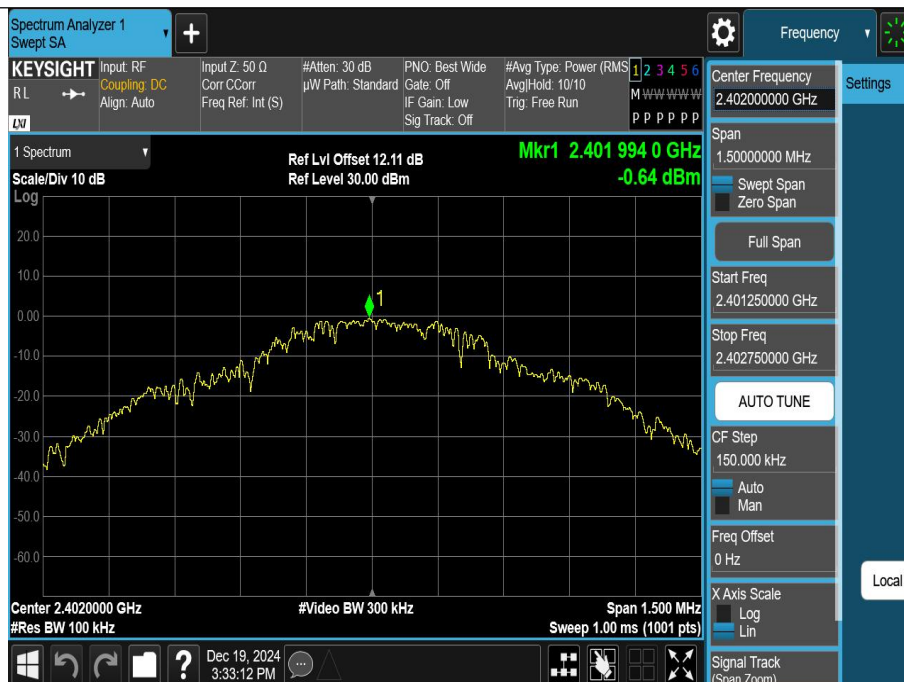 Spectrum Analyzer 1
Swept SA
+
Frequency
KEYSIGHT
RL
LXI
Input: RF
Coupling: DC
Align: Auto
Input Z: 50 Ω
Corr CCorr
Freq Ref: Int (S)
#Atten: 30 dB
µW Path: Standard
PNO: Best Wide
Gate: Off
IF Gain: Low
Sig Track: Off
#Avg Type: Power (RMS
Avg|Hold: 10/10
Trig: Free Run
1 2 3 4 5 6
M W W W W W
P P P P P P
1 Spectrum
Scale/Div 10 dB
Log
Ref Lvl Offset 12.11 dB
Ref Level 30.00 dBm
Mkr1 2.401 994 0 GHz
-0.64 dBm
20.0
10.0
0.00
-10.0
-20.0
-30.0
-40.0
-50.0
-60.0
1
Center 2.4020000 GHz
#Res BW 100 kHz
#Video BW 300 kHz
Span 1.500 MHz
Sweep 1.00 ms (1001 pts)
Dec 19, 2024
3:33:12 PM
?
Center Frequency
2.402000000 GHz
Span
1.50000000 MHz
Swept Span
Zero Span
Full Span
Start Freq
2.401250000 GHz
Stop Freq
2.402750000 GHz
AUTO TUNE
CF Step
150.000 kHz
Auto
Man
Freq Offset
0 Hz
X Axis Scale
Log
Lin
Signal Track
(Span Zoom)
Settings
Local